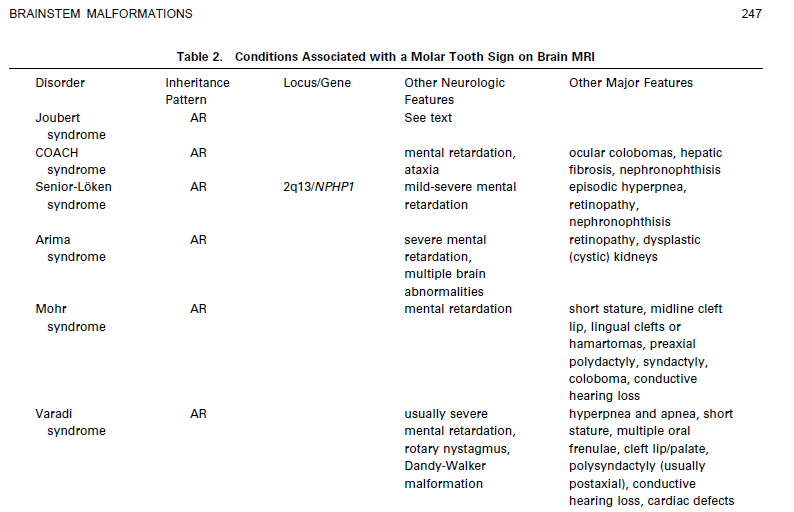 BRAINSTEM MALFORMATIONS 247
Table 2. Conditions Associated with a Molar Tooth Sign on Brain MRI
Disorder Inheritance Locus/Gene Other Neurologic Other Major Features
Pattern Features
Joubert AR See text
syndrome
COACH AR mental retardation, ocular colobomas, hepatic
syndrome ataxia fibrosis, nephronophthisis
Senior-Löken AR 2q13/NPHP1 mild-severe mental episodic hyperpnea,
syndrome retardation retinopathy,
nephronophthisis
Arima AR severe mental retinopathy, dysplastic
syndrome retardation, (cystic) kidneys
multiple brain
abnormalities
Mohr AR mental retardation short stature, midline cleft
syndrome lip, lingual clefts or
hamartomas, preaxial
polydactyly, syndactyly,
coloboma, conductive
hearing loss
Varadi AR usually severe hyperpnea and apnea, short
syndrome mental retardation, stature, multiple oral
rotary nystagmus, frenulae, cleft lip/palate,
Dandy-Walker polysyndactyly (usually
malformation postaxial), conductive
hearing loss, cardiac defects